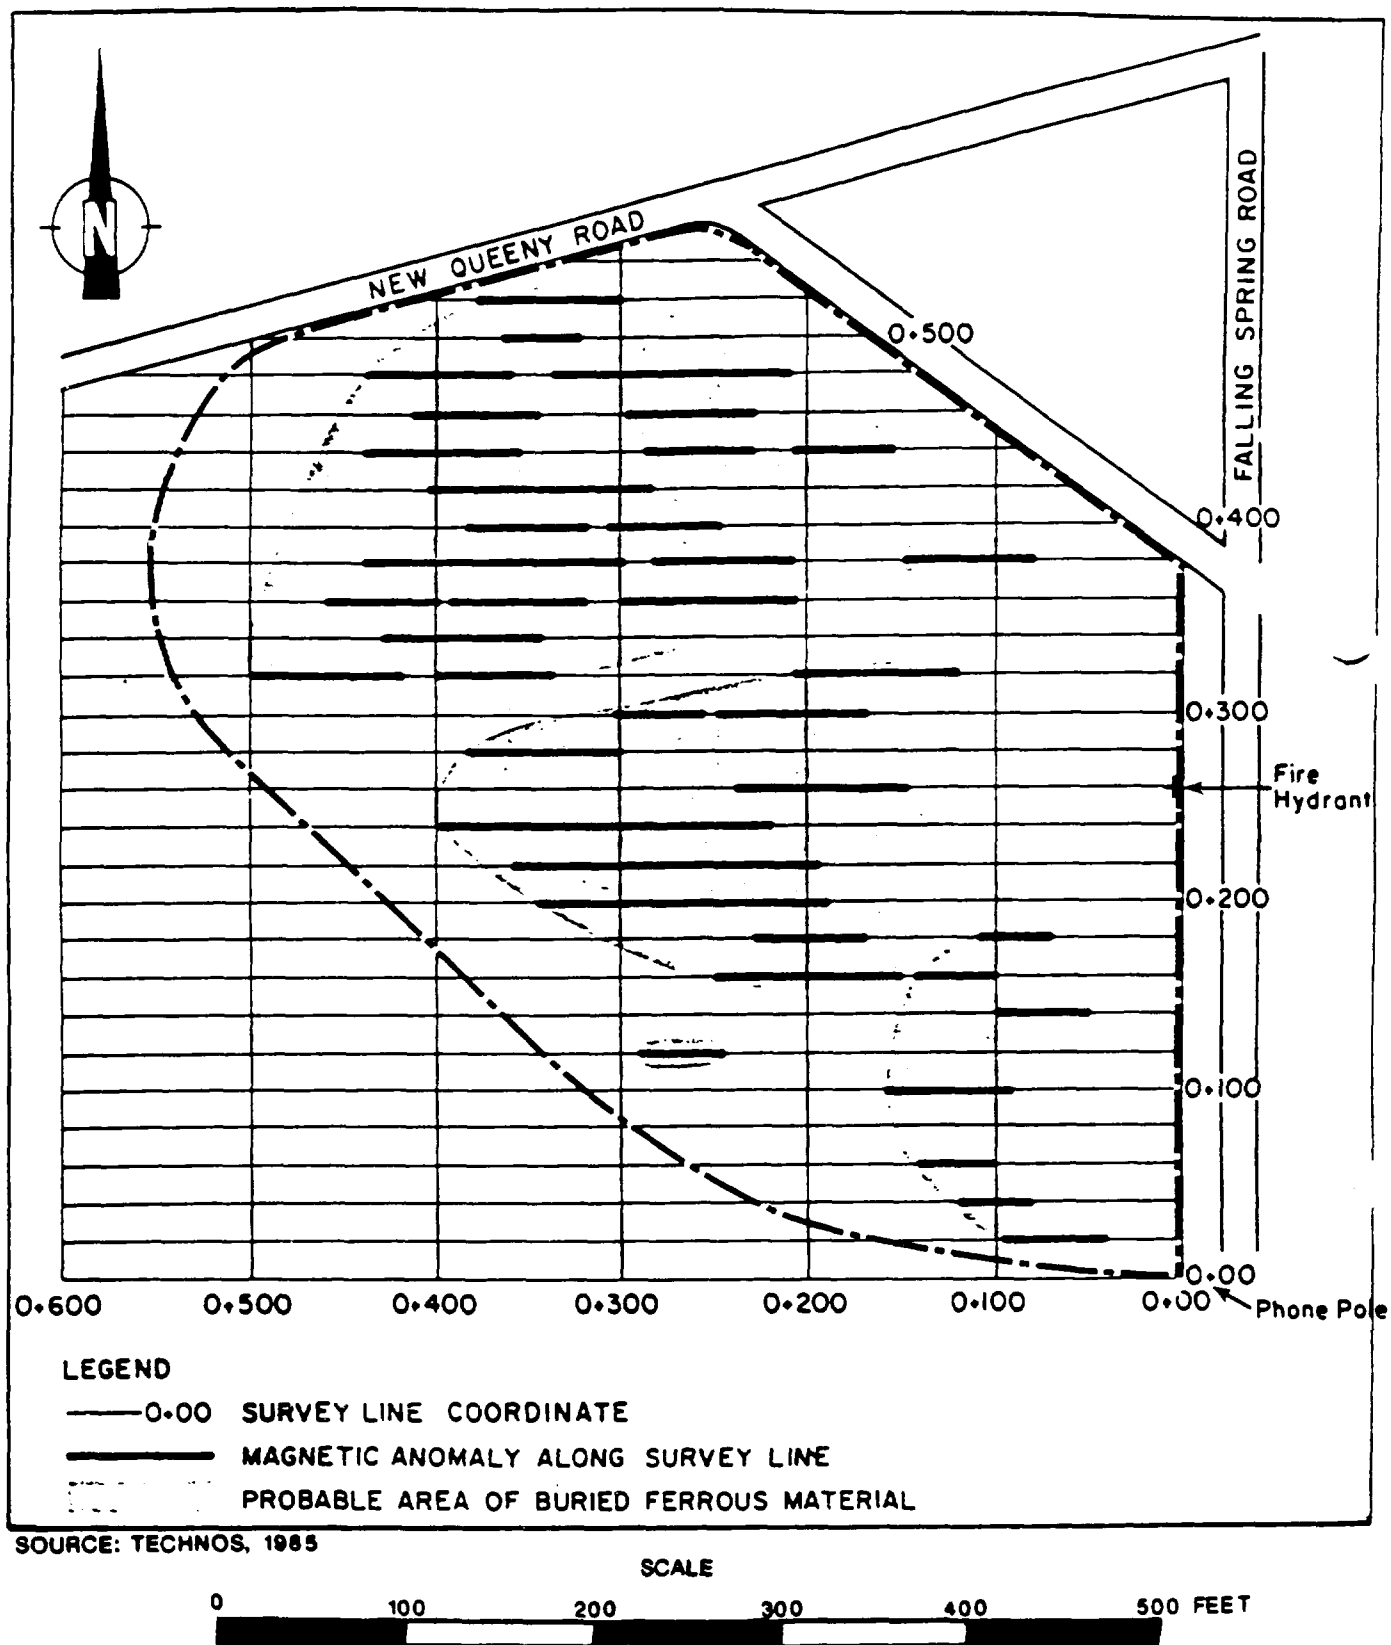 N
NEW QUEENY ROAD
FALLING SPRING ROAD
0+500
0+400
0+300
Fire
Hydrant
0+200
0+100
0+00
0+600 0+500 0+400 0+300 0+200 0+100 0+00
Phone Pole
LEGEND
0+00 SURVEY LINE COORDINATE
MAGNETIC ANOMALY ALONG SURVEY LINE
PROBABLE AREA OF BURIED FERROUS MATERIAL
SOURCE: TECHNOS, 1985
SCALE
0 100 200 300 400 500 FEET